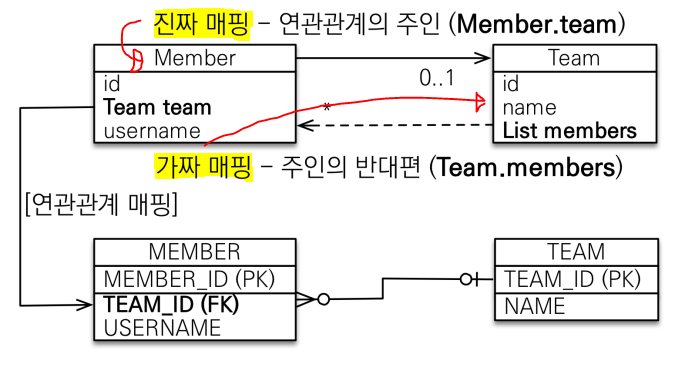 진짜 매핑 – 연관관계의 주인 (Member.team)
Member
id
Team team
username
0..1
*
Team
id
name
List members
가짜 매핑 – 주인의 반대편 (Team.members)
[연관관계 매핑]
MEMBER
MEMBER_ID (PK)
TEAM_ID (FK)
USERNAME
TEAM
TEAM_ID (PK)
NAME